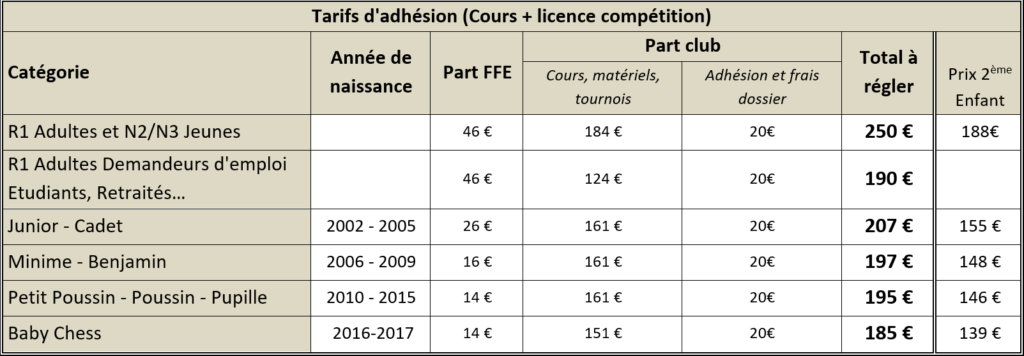 Tarifs d'adhésion (Cours + licence compétition)
Catégorie
Année de
naissance
Part FFE
Part club
Cours, matériels,
tournois
Adhésion et frais
dossier
Total à
régler
Prix 2ème
Enfant
R1 Adultes et N2/N3 Jeunes 46 € 184 € 20€ 250 € 188€
R1 Adultes Demandeurs d'emploi
Etudiants, Retraités... 46 € 124 € 20€ 190 €
Junior - Cadet 2002 - 2005 26 € 161 € 20€ 207 € 155 €
Minime - Benjamin 2006 - 2009 16 € 161 € 20€ 197 € 148 €
Petit Poussin - Poussin - Pupille 2010 - 2015 14 € 161 € 20€ 195 € 146 €
Baby Chess 2016-2017 14 € 151 € 20€ 185 € 139 €